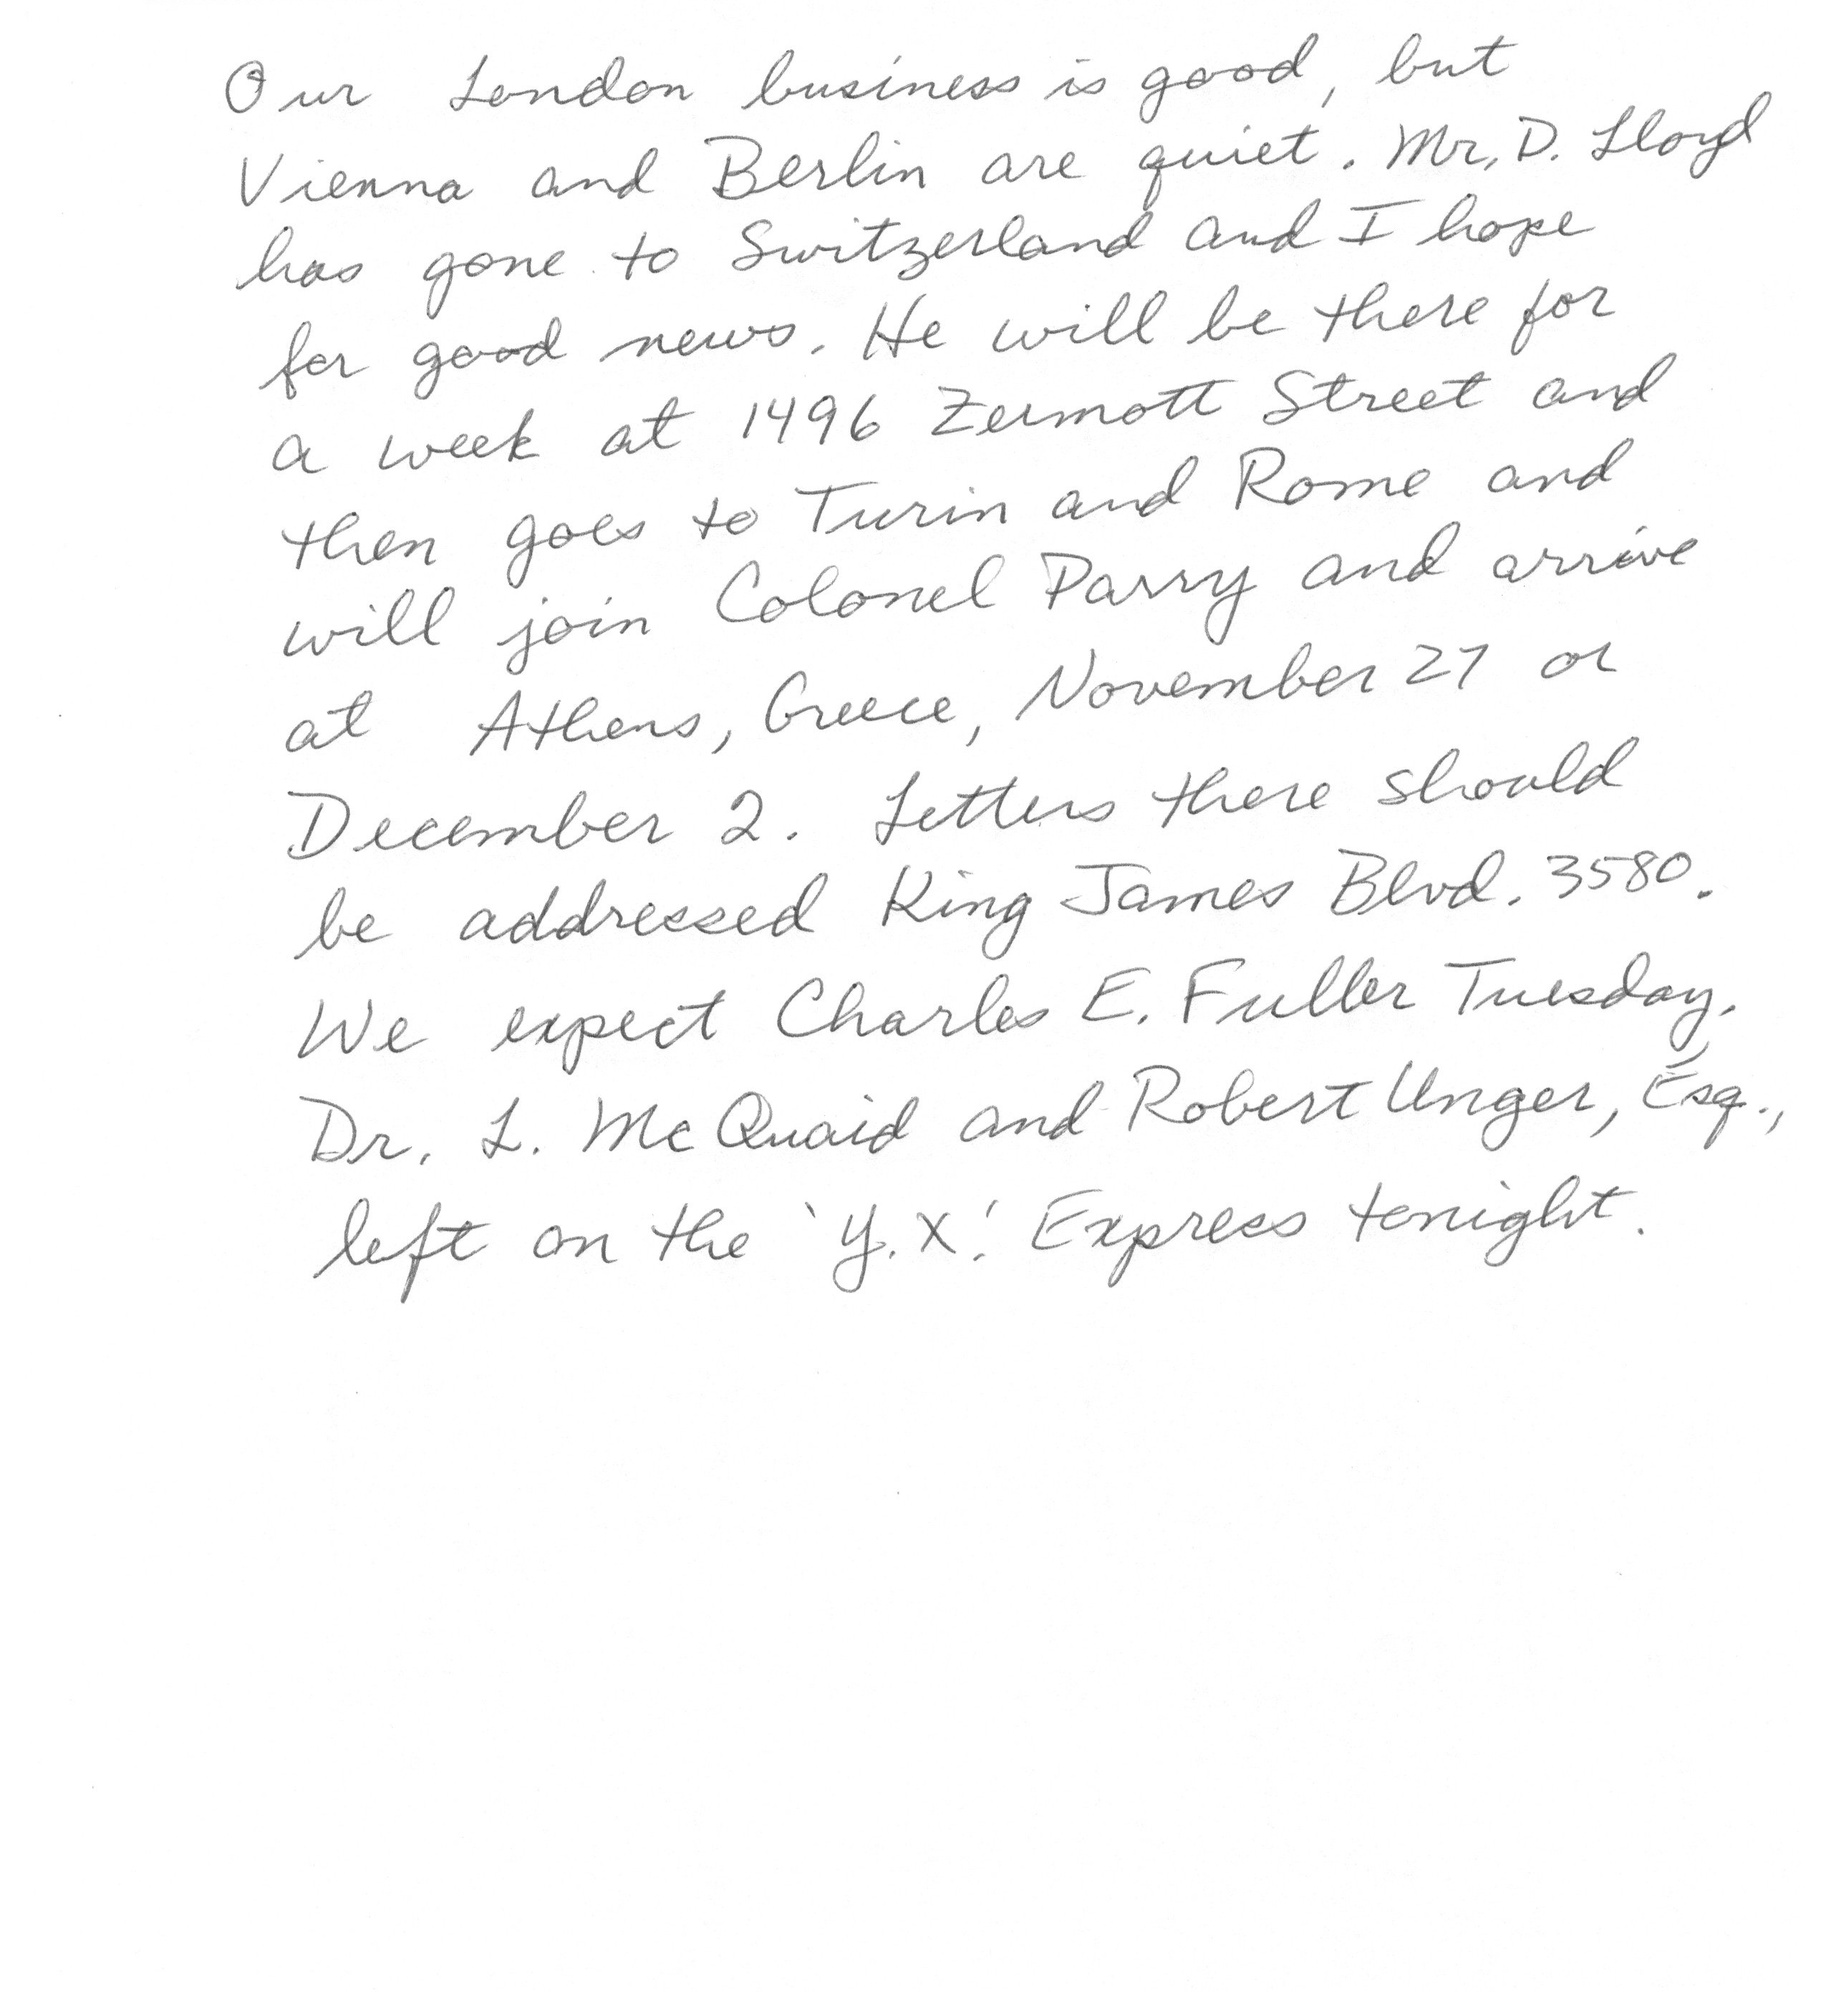 Our London business is good, but
Vienna and Berlin are quiet. Mr. D. Lloyd
has gone to Switzerland and I hope
for good news. He will be there for
a week at 1496 Zermott Street and
then goes to Turin and Rome and
will join Colonel Parry and arrive
at Athens, Greece, November 27 or
December 2. Letters there should
be addressed King James Blvd. 3580.
We expect Charles E. Fuller Tuesday.
Dr. L. McQuaid and Robert Unger, Esq.,
left on the 'Y.X.' Express tonight.